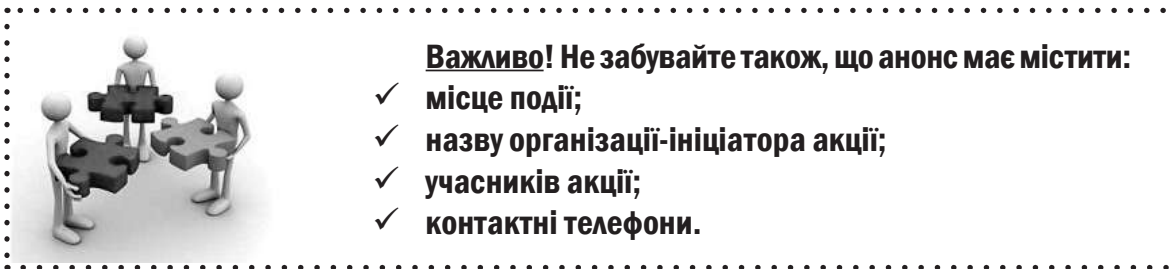 Важливо! Не забувайте також, що анонс має містити:
✓ місце події;
✓ назву організації-ініціатора акції;
✓ учасників акції;
✓ контактні телефони.